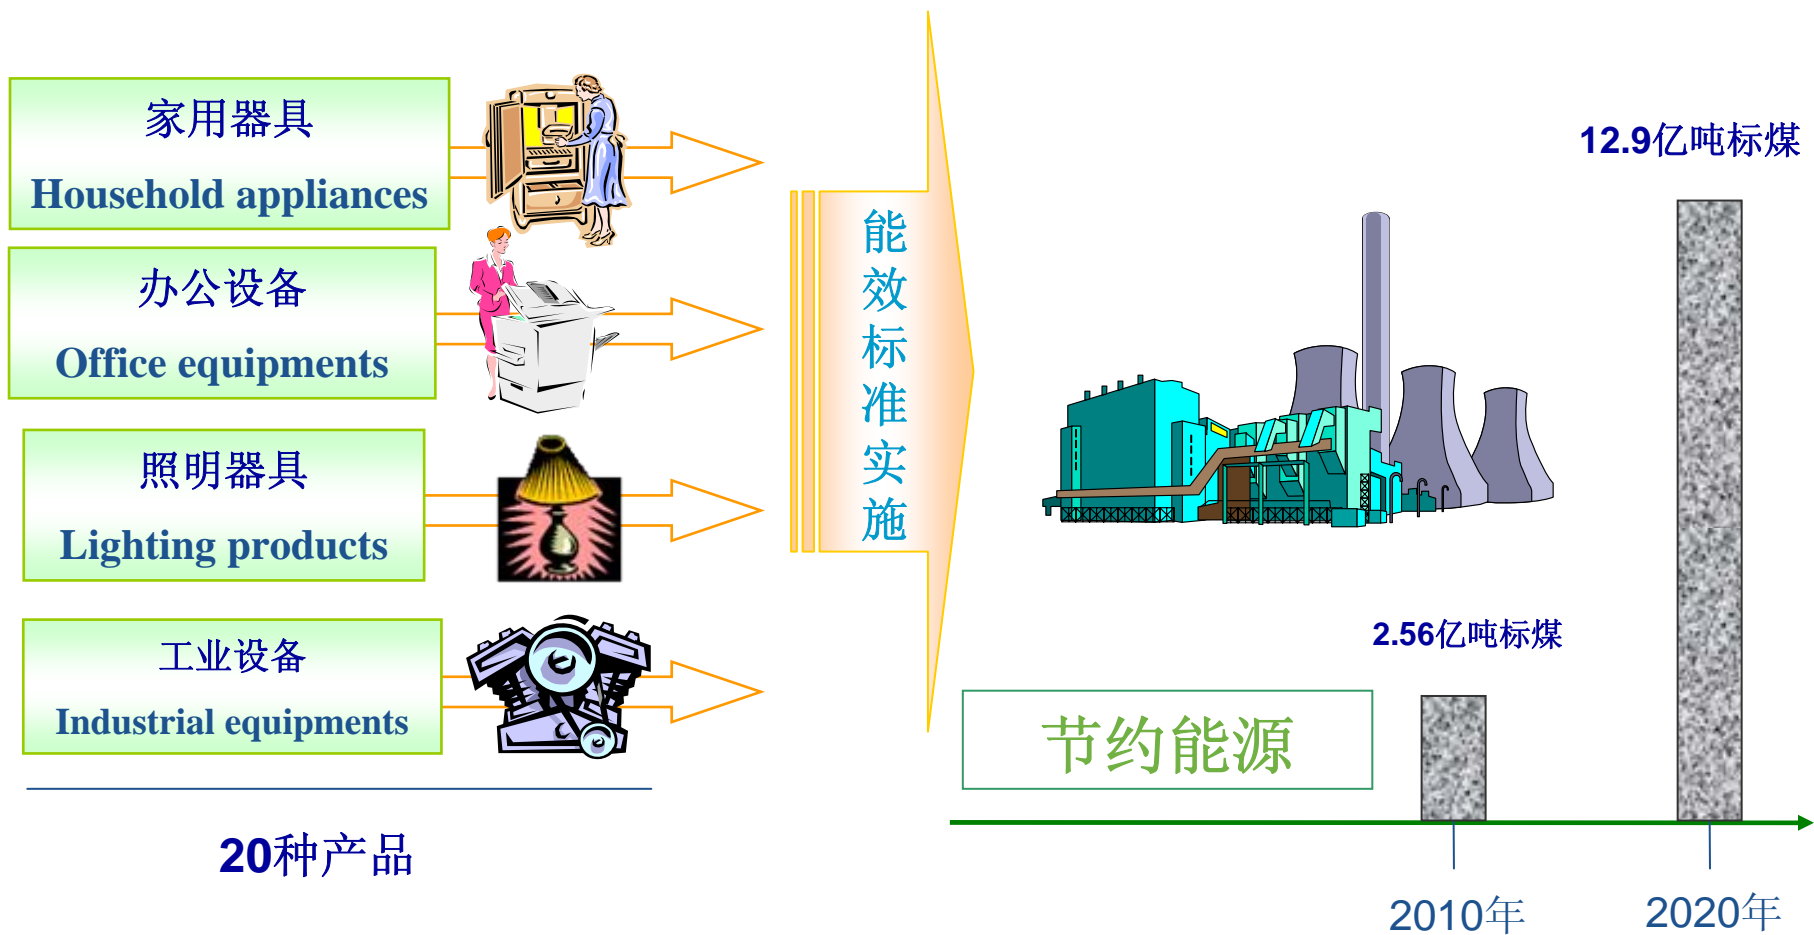 家用器具
Household appliances
办公设备
Office equipments
照明器具
Lighting products
工业设备
Industrial equipments
20种产品
能效标准实施
12.9亿吨标煤
2.56亿吨标煤
节约能源
2010年
2020年